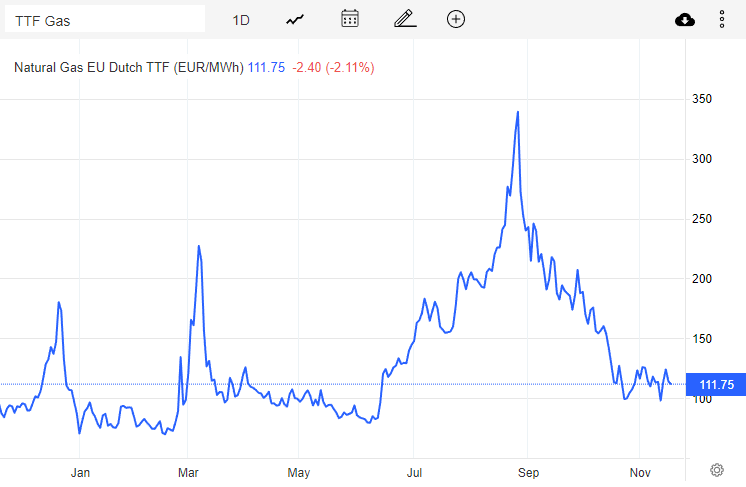 TTF Gas 1D
Natural Gas EU Dutch TTF (EUR/MWh) 111.75 -2.40 (-2.11%)
350
300
250
200
150
111.75
100
Jan Mar May Jul Sep Nov